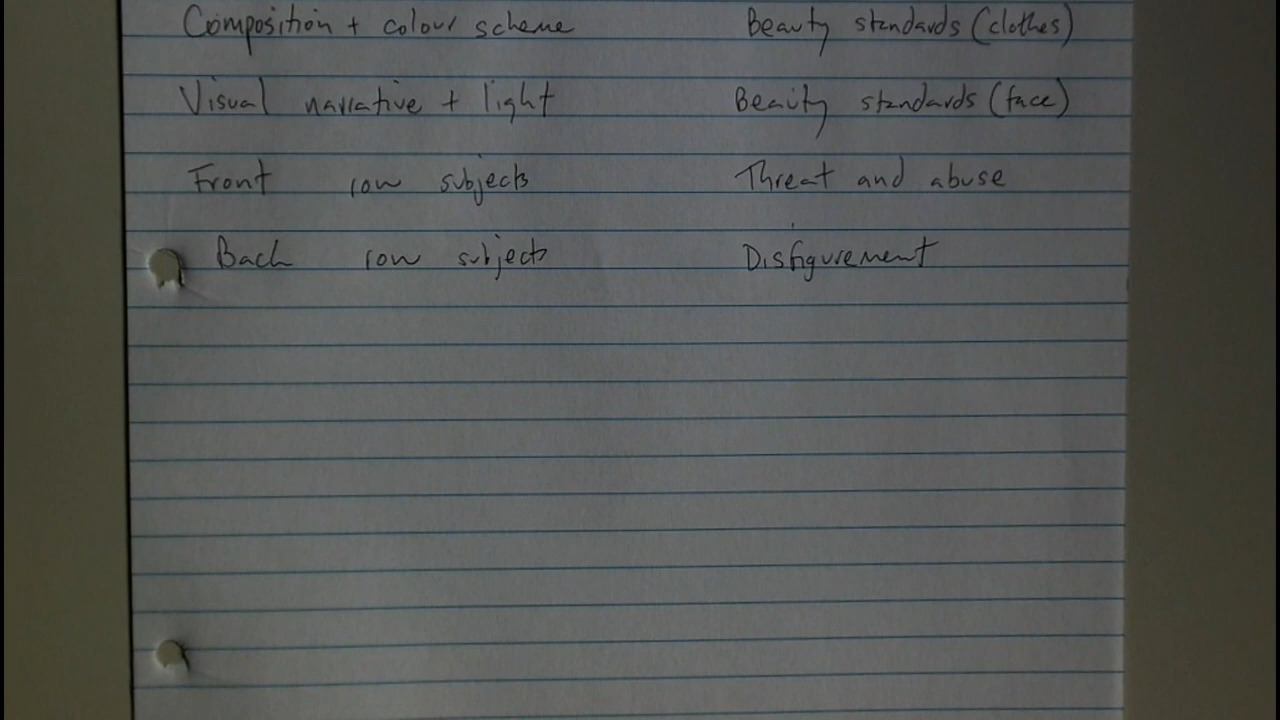 Composition + colour scheme Beauty standards (clothes)
Visual narrative + light Beauty standards (face)
Front row subjects Threat and abuse
Back row subjects Disfigurement